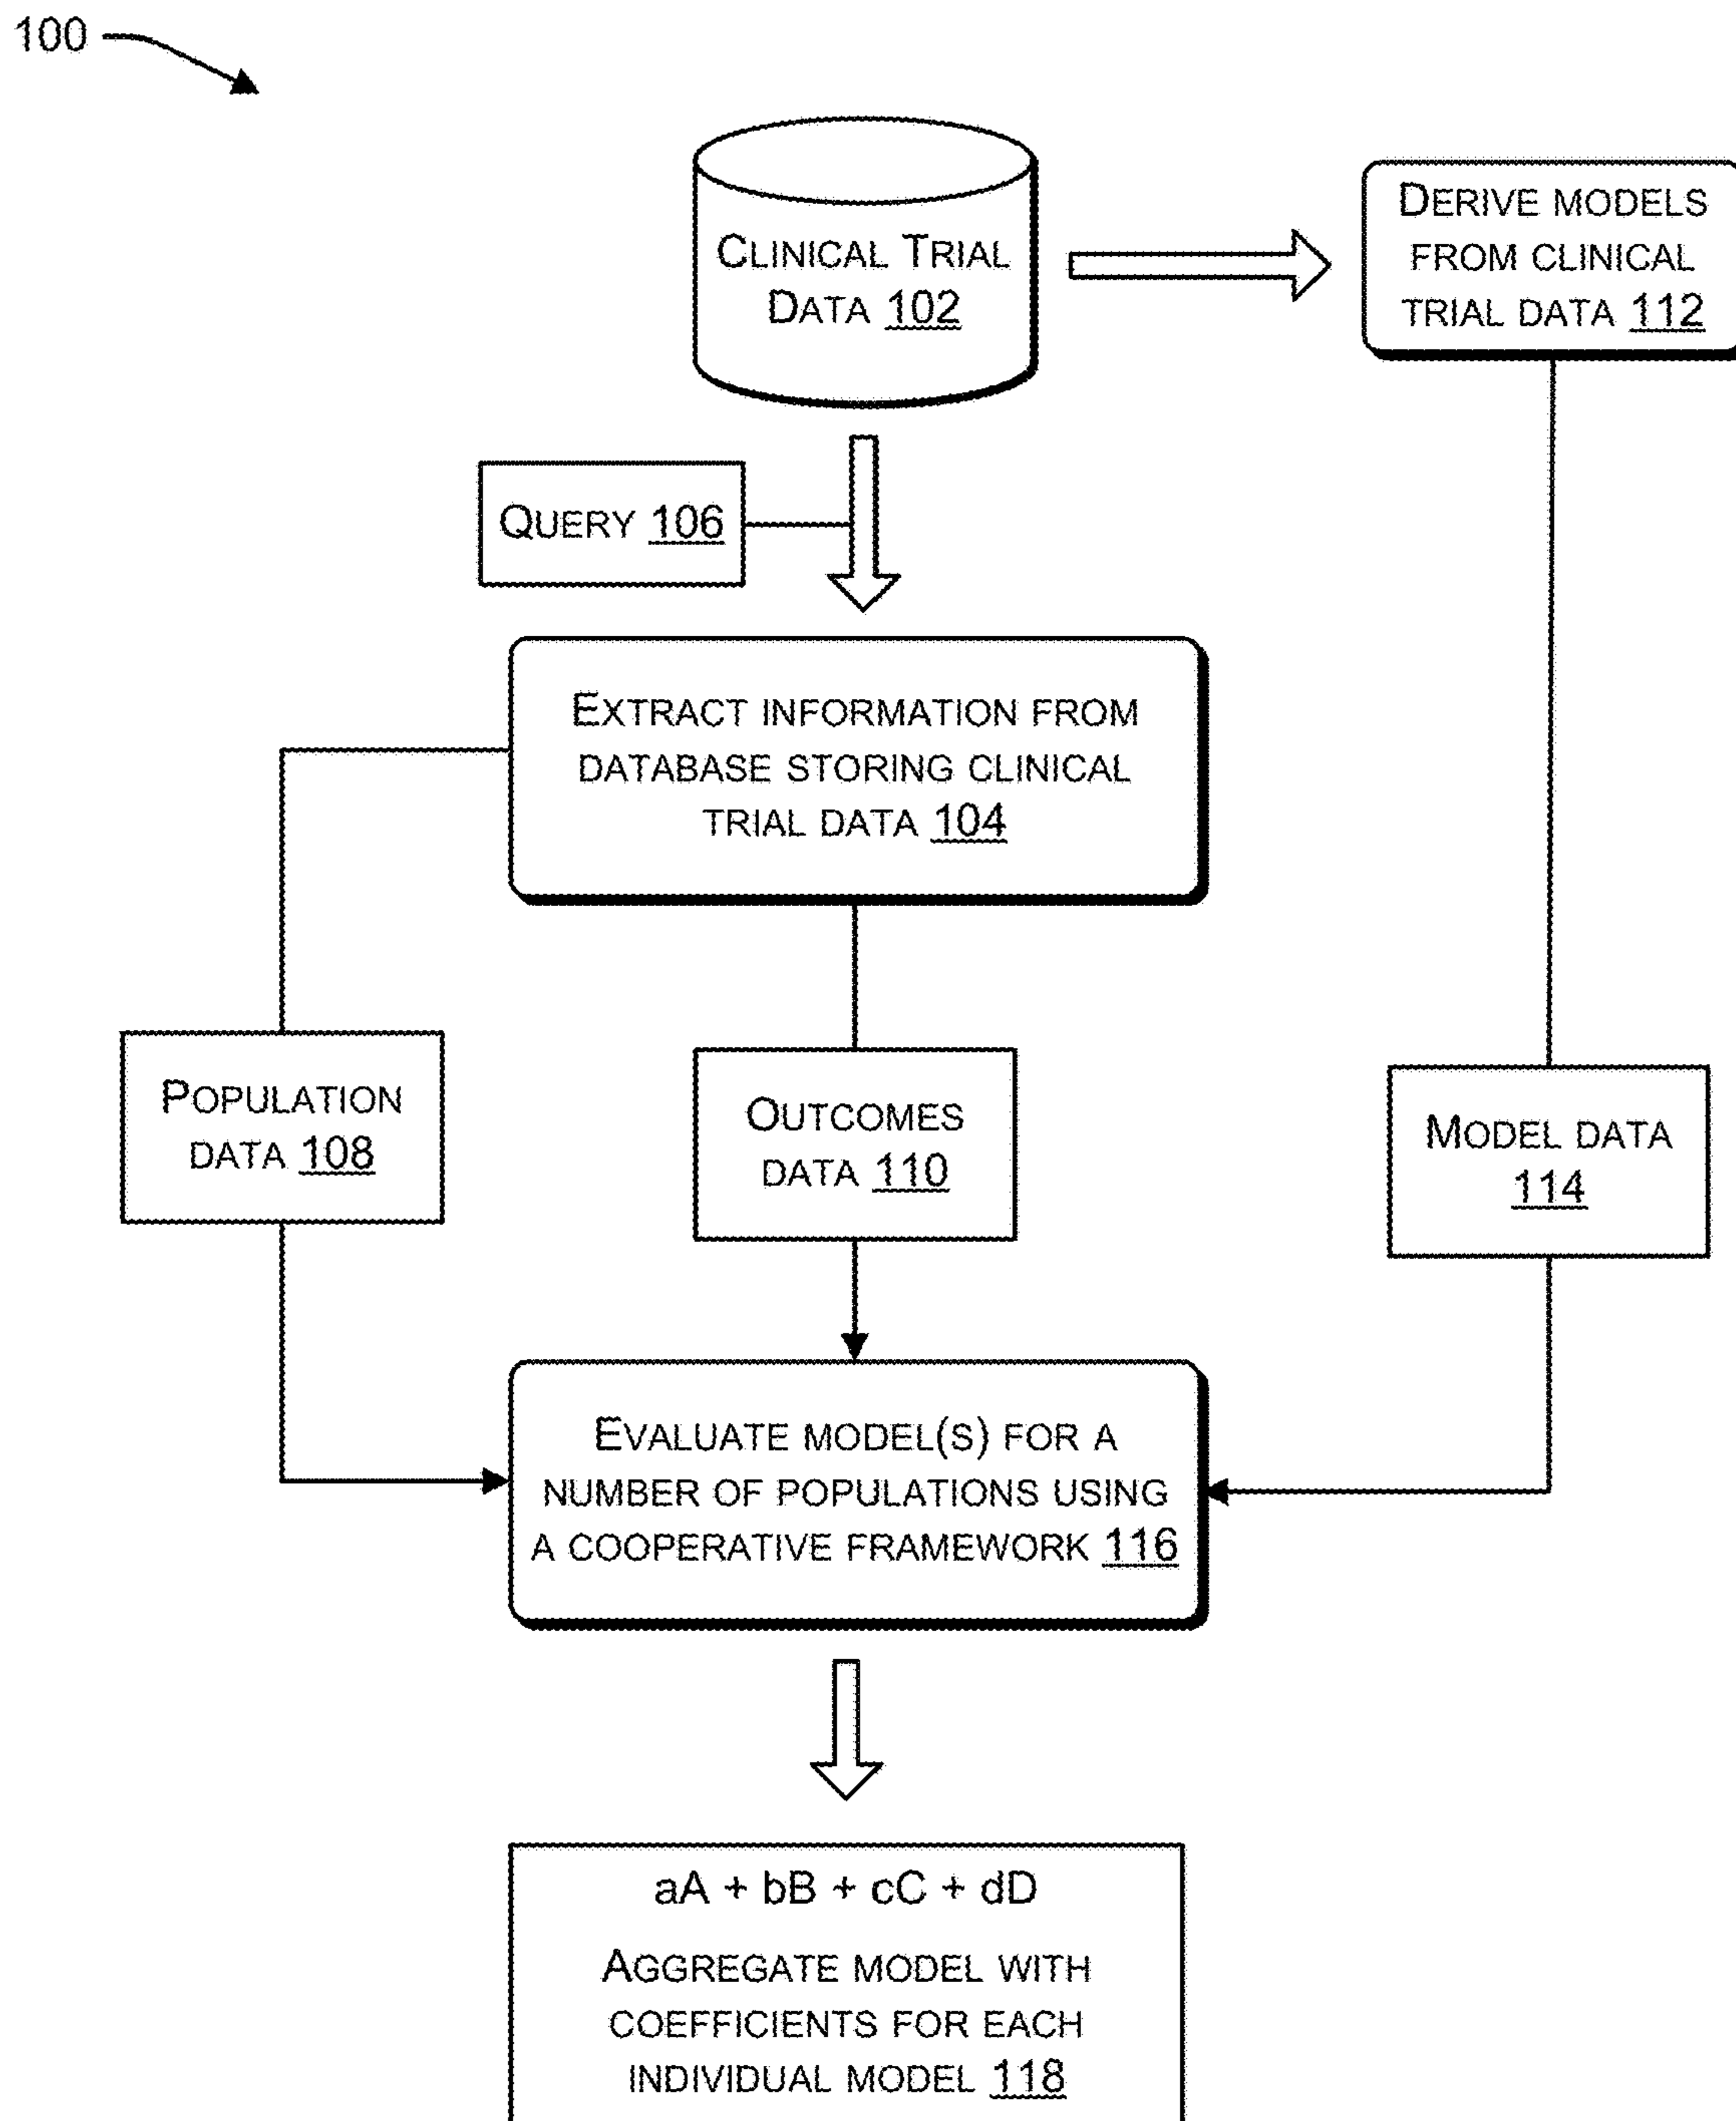 100
CLINICAL TRIAL
DATA 102
DERIVE MODELS
FROM CLINICAL
TRIAL DATA 112
QUERY 106
EXTRACT INFORMATION FROM
DATABASE STORING CLINICAL
TRIAL DATA 104
POPULATION
DATA 108
OUTCOMES
DATA 110
MODEL DATA
114
EVALUATE MODEL(S) FOR A
NUMBER OF POPULATIONS USING
A COOPERATIVE FRAMEWORK 116
aA + bB + cC + dD
AGGREGATE MODEL WITH
COEFFICIENTS FOR EACH
INDIVIDUAL MODEL 118